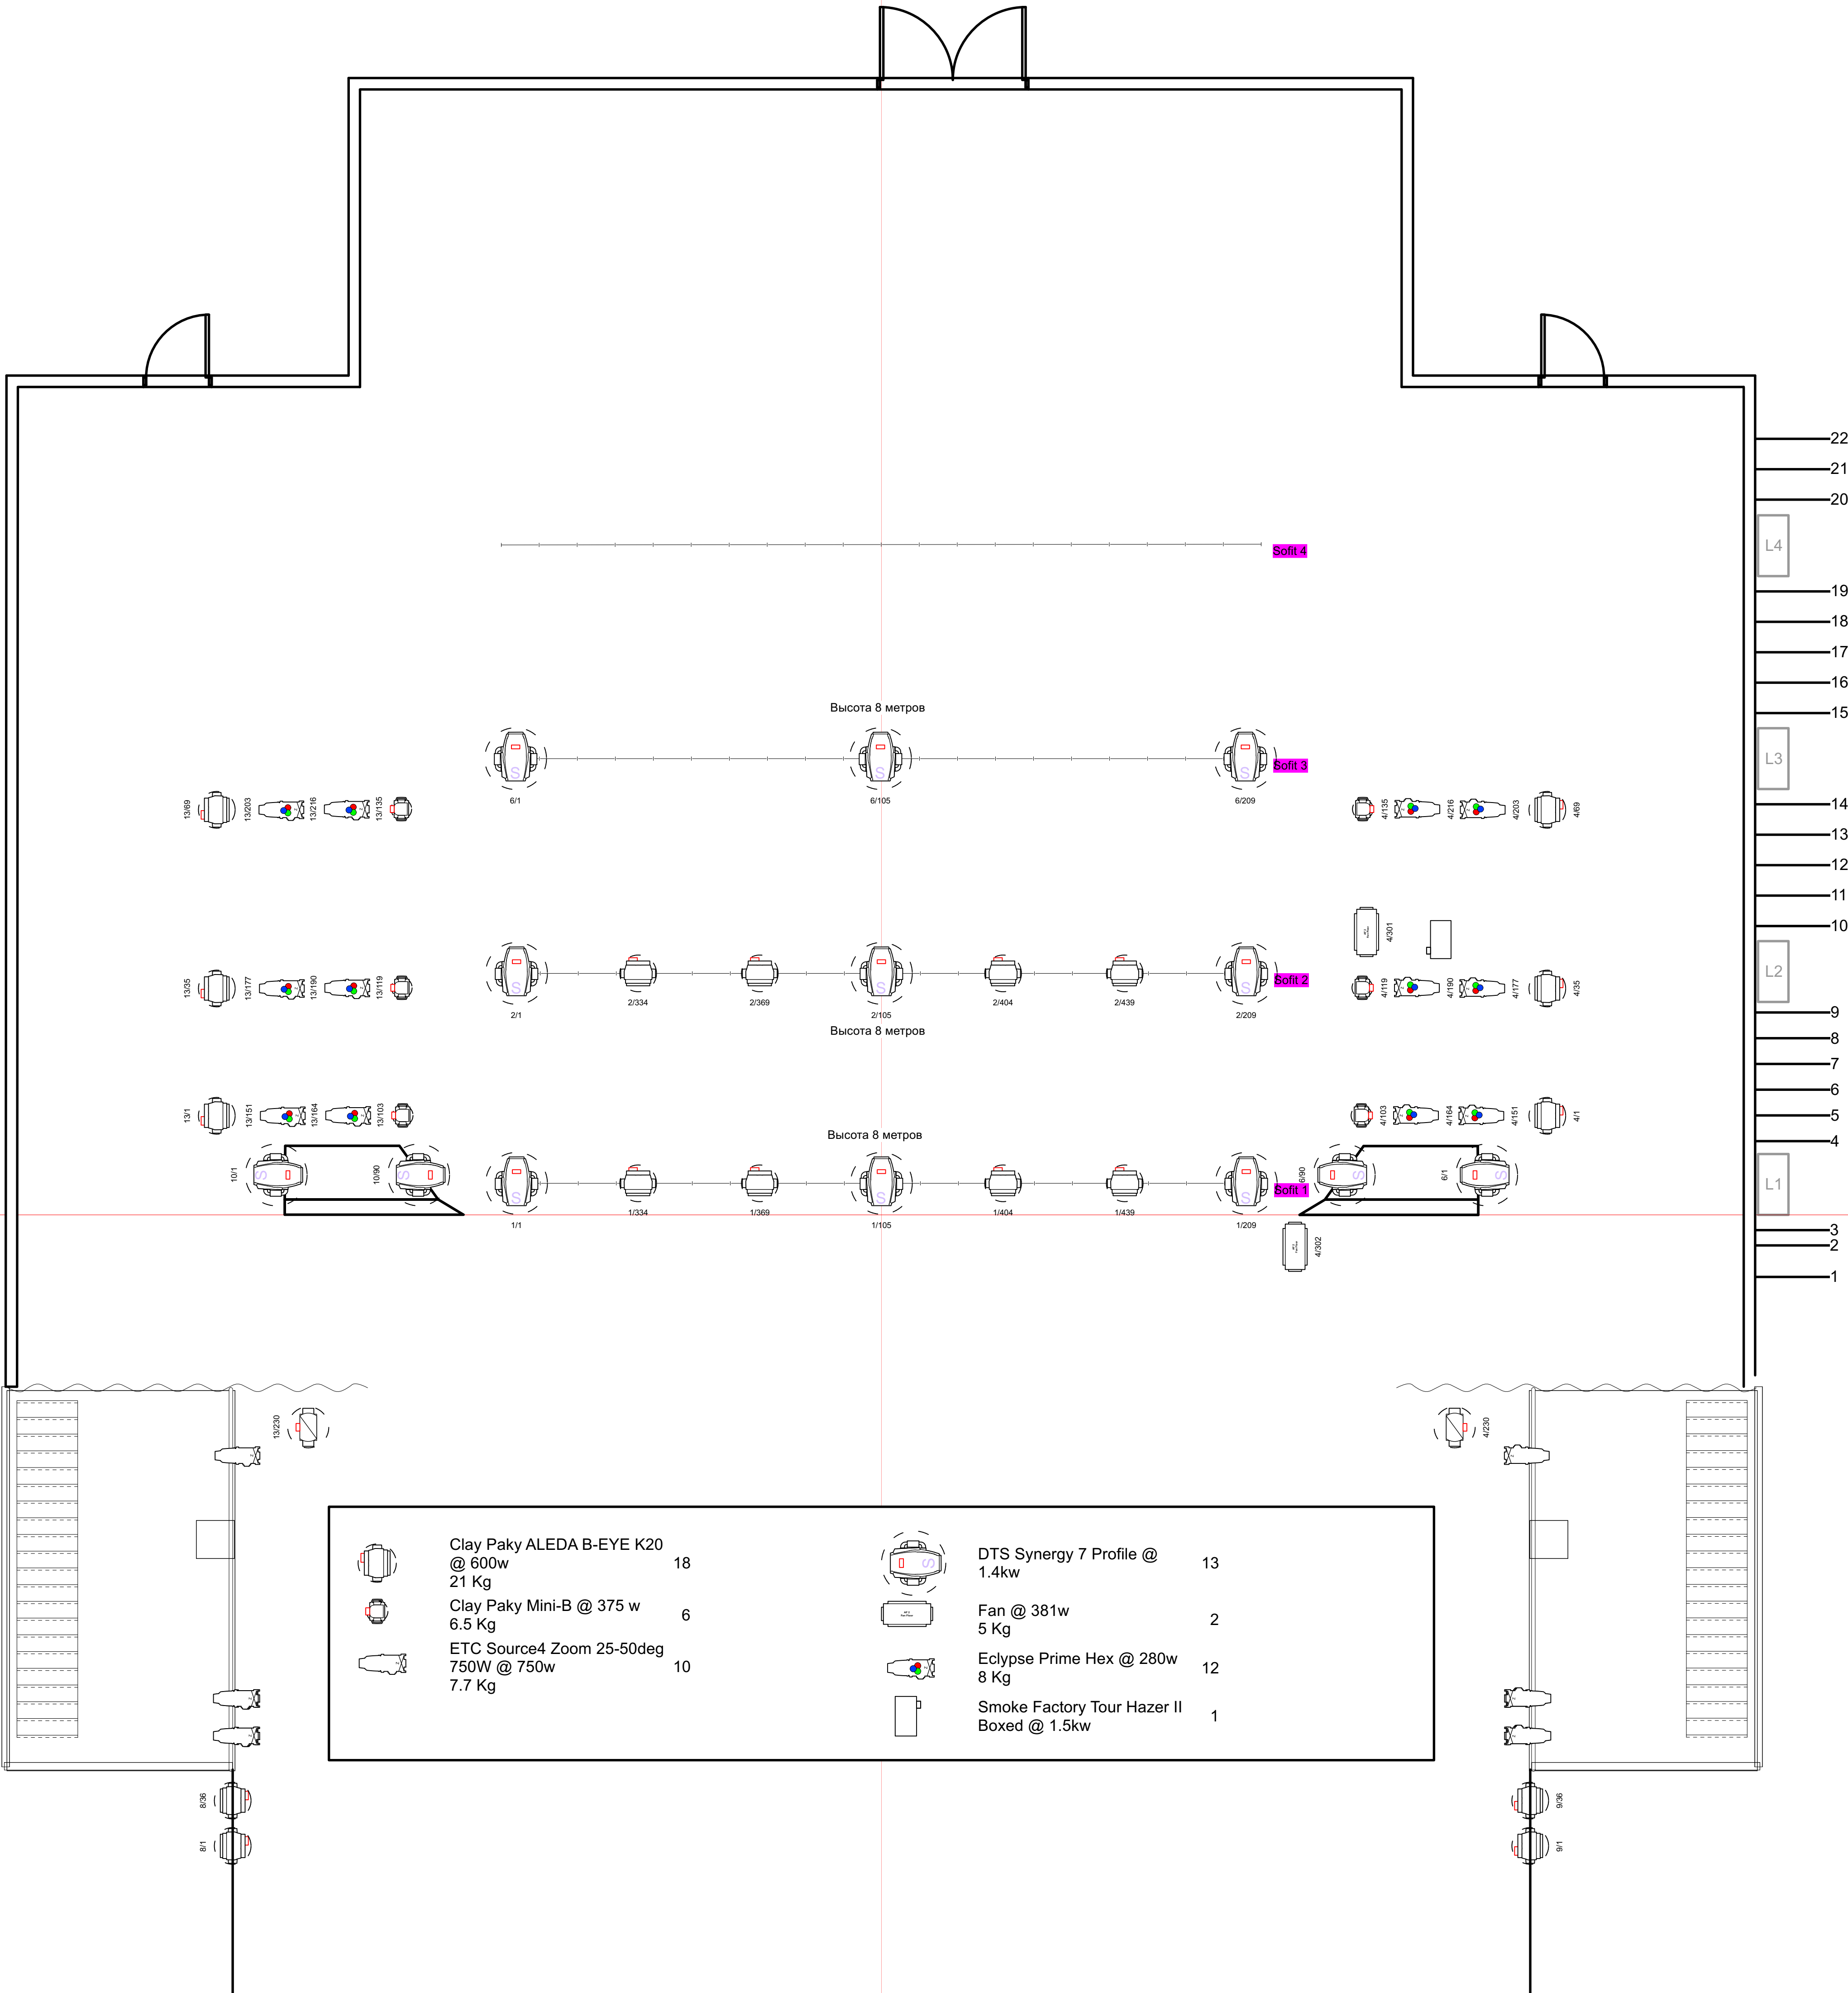 22
21
20
Sofit 4
L4
19
18
17
16
15
Высота 8 метров
S
S
S
Sofit 3
L3
6/1
6/105
6/209
13/69
13/203
13/216
13/135
4/135
4/216
4/203
4/69
14
13
12
11
10
4/301
13/35
13/177
13/190
13/119
S
S
S
Sofit 2
4/119
4/190
4/177
4/35
L2
2/334
2/369
2/404
2/439
2/1
2/105
2/209
Высота 8 метров
9
8
7
6
5
4
13/1
13/151
13/164
13/103
4/103
4/164
4/151
4/1
Высота 8 метров
10/1
S
10/90
S
S
S
S
Sofit 1
6/90
S
6/1
S
L1
1/334
1/369
1/404
1/439
1/1
1/105
1/209
4/302
3
2
1
13/230
4/230
Clay Paky ALEDA B-EYE K20
@ 600w
21 Kg
18
Clay Paky Mini-B @ 375 w
6.5 Kg
6
ETC Source4 Zoom 25-50deg
750W @ 750w
7.7 Kg
10
S
DTS Synergy 7 Profile @
1.4kw
13
Fan @ 381w
5 Kg
2
Eclypse Prime Hex @ 280w
8 Kg
12
Smoke Factory Tour Hazer II
Boxed @ 1.5kw
1
8/36
9/36
8/1
9/1